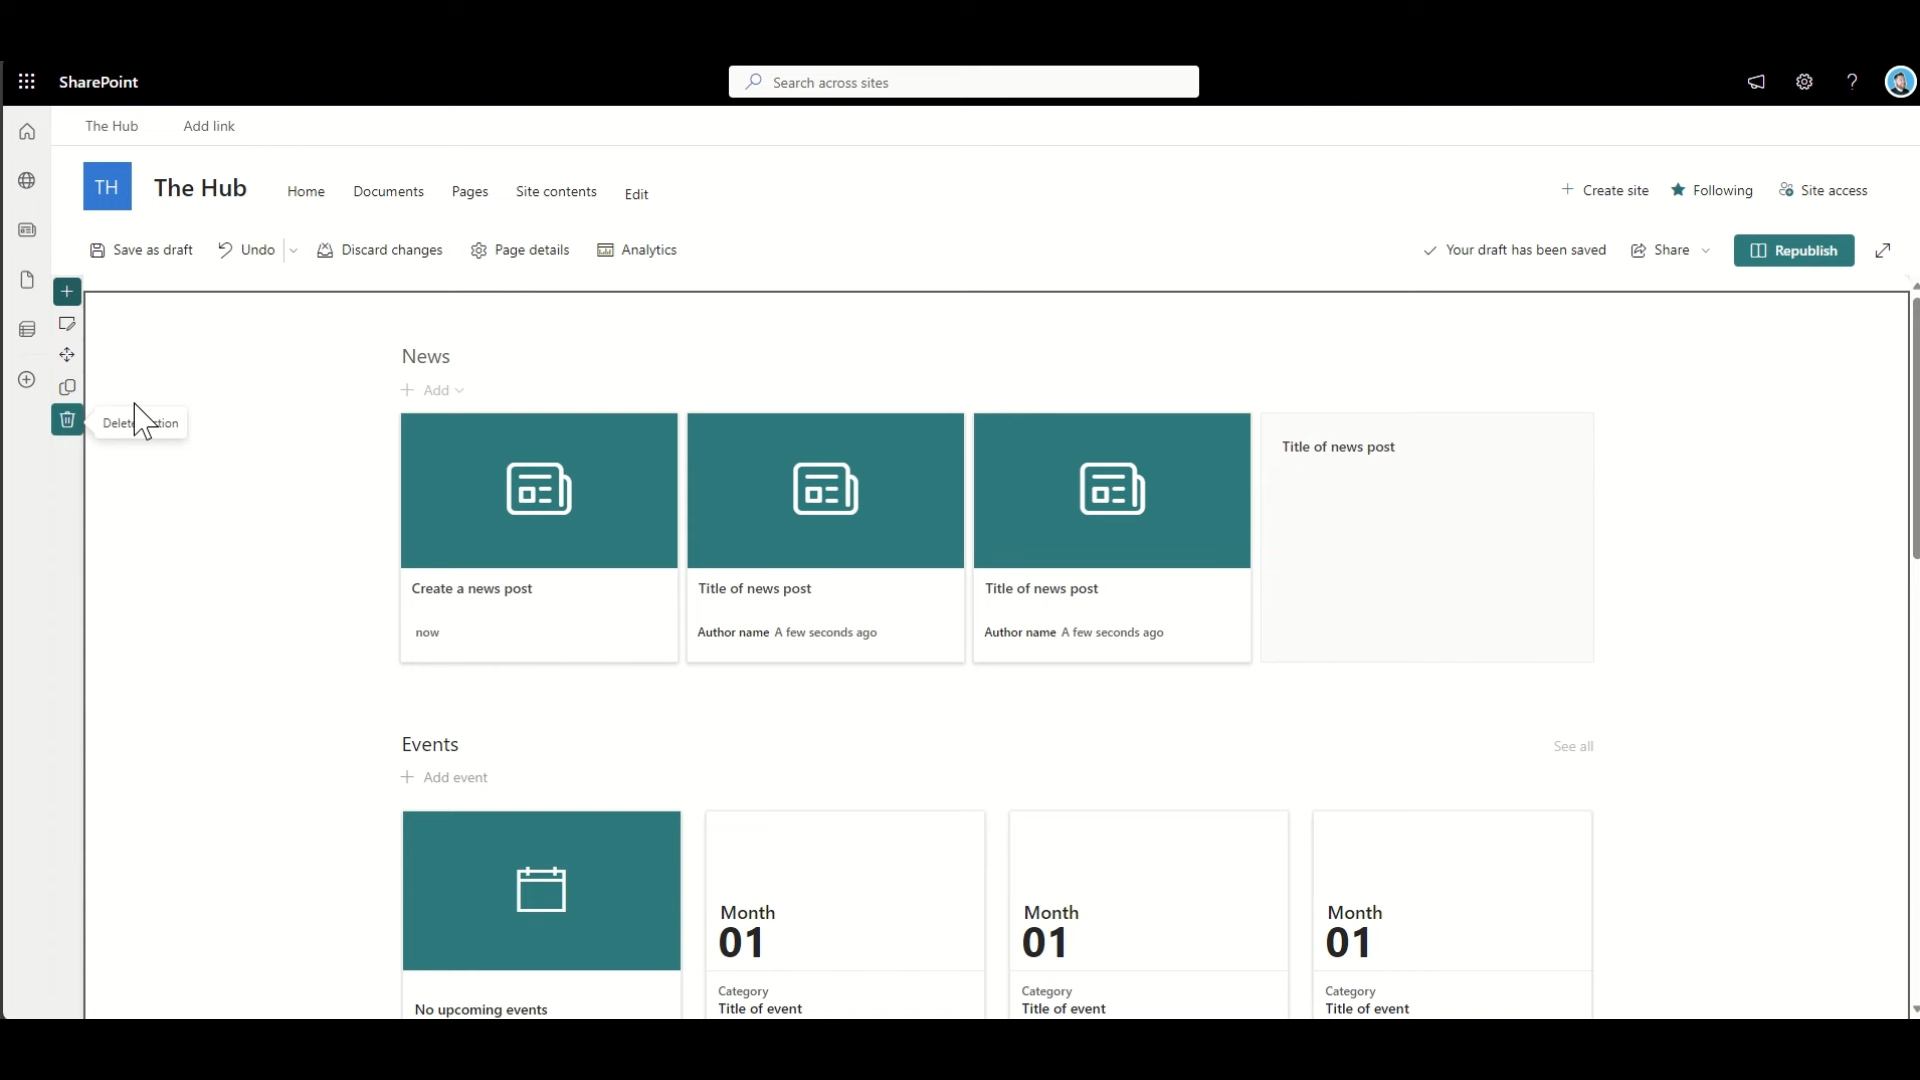 SharePoint
Search across sites
The Hub Add link
TH The Hub Home Documents Pages Site contents Edit
Create site Following Site access
Save as draft Undo Discard changes Page details Analytics
Your draft has been saved Share Republish
News
Add
Title of news post
Create a news post Title of news post Title of news post
now Author name A few seconds ago Author name A few seconds ago
Events See all
Add event
Month Month Month
01 01 01
Category Category Category
No upcoming events Title of event Title of event Title of event